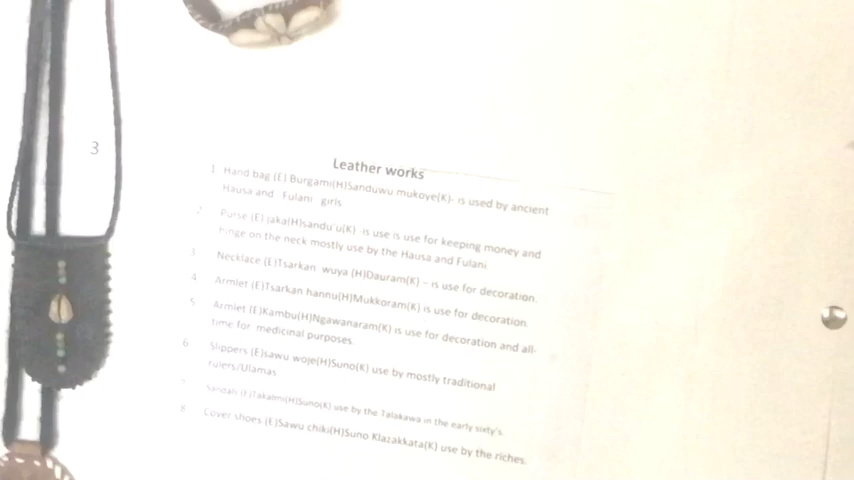 3
Leather works
1 Hand bag (E) Burgami(H)Sanduwu mukoye(K)- is used by ancient
Hausa and Fulani girls
2 Purse (E) jaka(H)sandu'u(K) is use is use for keeping money and
hinge on the neck mostly use by the Hausa and Fulani
3 Necklace (E)Tsarkan wuya (H)Dauram(K) – is use for decoration.
4 Armlet (E)Tsarkan hannu(H)Mukkoram(K) is use for decoration
5 Armlet (E)Kambu(H)Ngawanaram(K) is use for decoration and all-
time for medicinal purposes.
6 Slippers (E)sawu woje(H)Suno(K) use by mostly traditional
rulers/Ulamas
7 Sandals (E)Takalmi(H)Suno(K) use by the Talakawa in the early sixty's
8 Cover shoes (E)Sawu chiki(H)Suno Klazakkata(K) use by the riches.